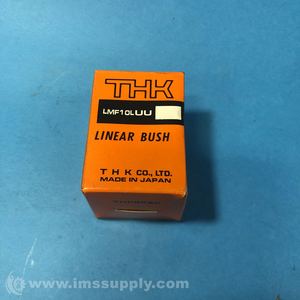 THK
LMF10LUU
LINEAR BUSH
T H K CO., LTD.
MADE IN JAPAN
© www.imssupply.com